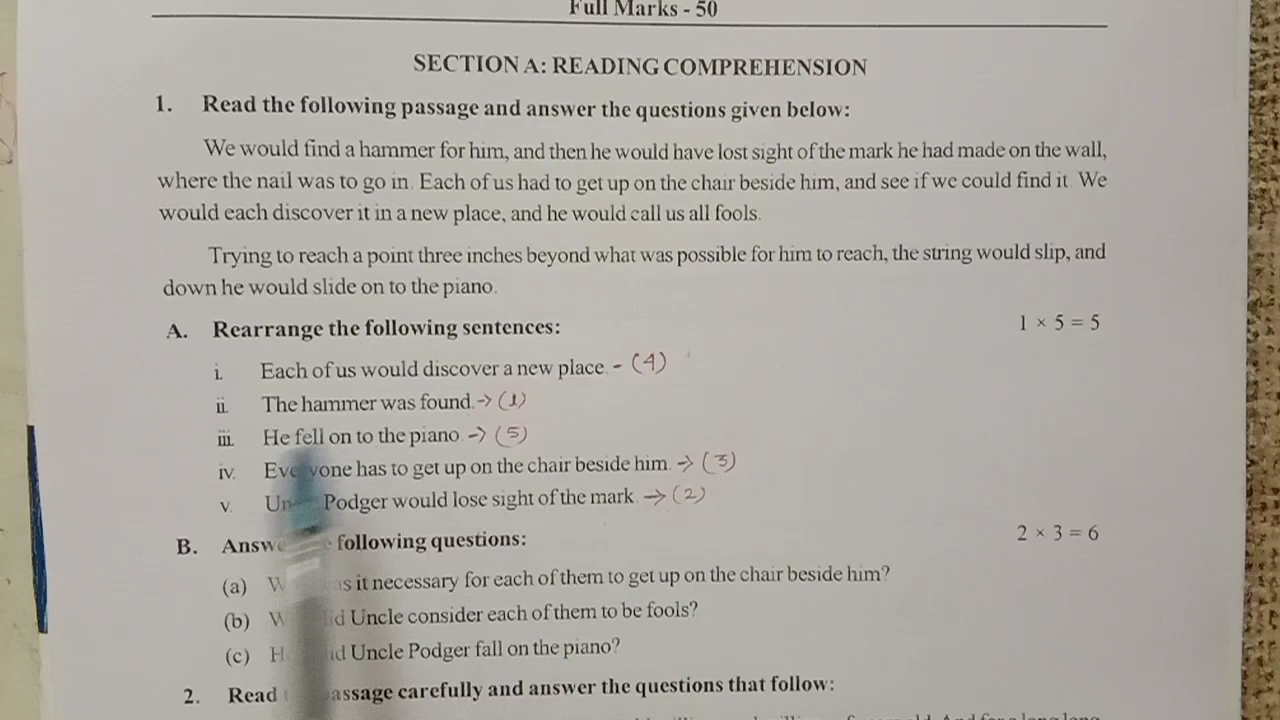 Full Marks - 50
SECTION A: READING COMPREHENSION
1. Read the following passage and answer the questions given below:
We would find a hammer for him, and then he would have lost sight of the mark he had made on the wall,
where the nail was to go in. Each of us had to get up on the chair beside him, and see if we could find it. We
would each discover it in a new place, and he would call us all fools.
Trying to reach a point three inches beyond what was possible for him to reach, the string would slip, and
down he would slide on to the piano.
A. Rearrange the following sentences: 1 × 5 = 5
i. Each of us would discover a new place. - (4)
ii. The hammer was found. → (1)
iii. He fell on to the piano → (5)
iv. has to get up on the chair beside him. → (3)
v. Podger would lose sight of the mark. → (2)
B. following questions: 2 × 3 = 6
(a) it necessary for each of them to get up on the chair beside him?
(b) Uncle consider each of them to be fools?
(c) Uncle Podger fall on the piano?
2. Read carefully and answer the questions that follow: